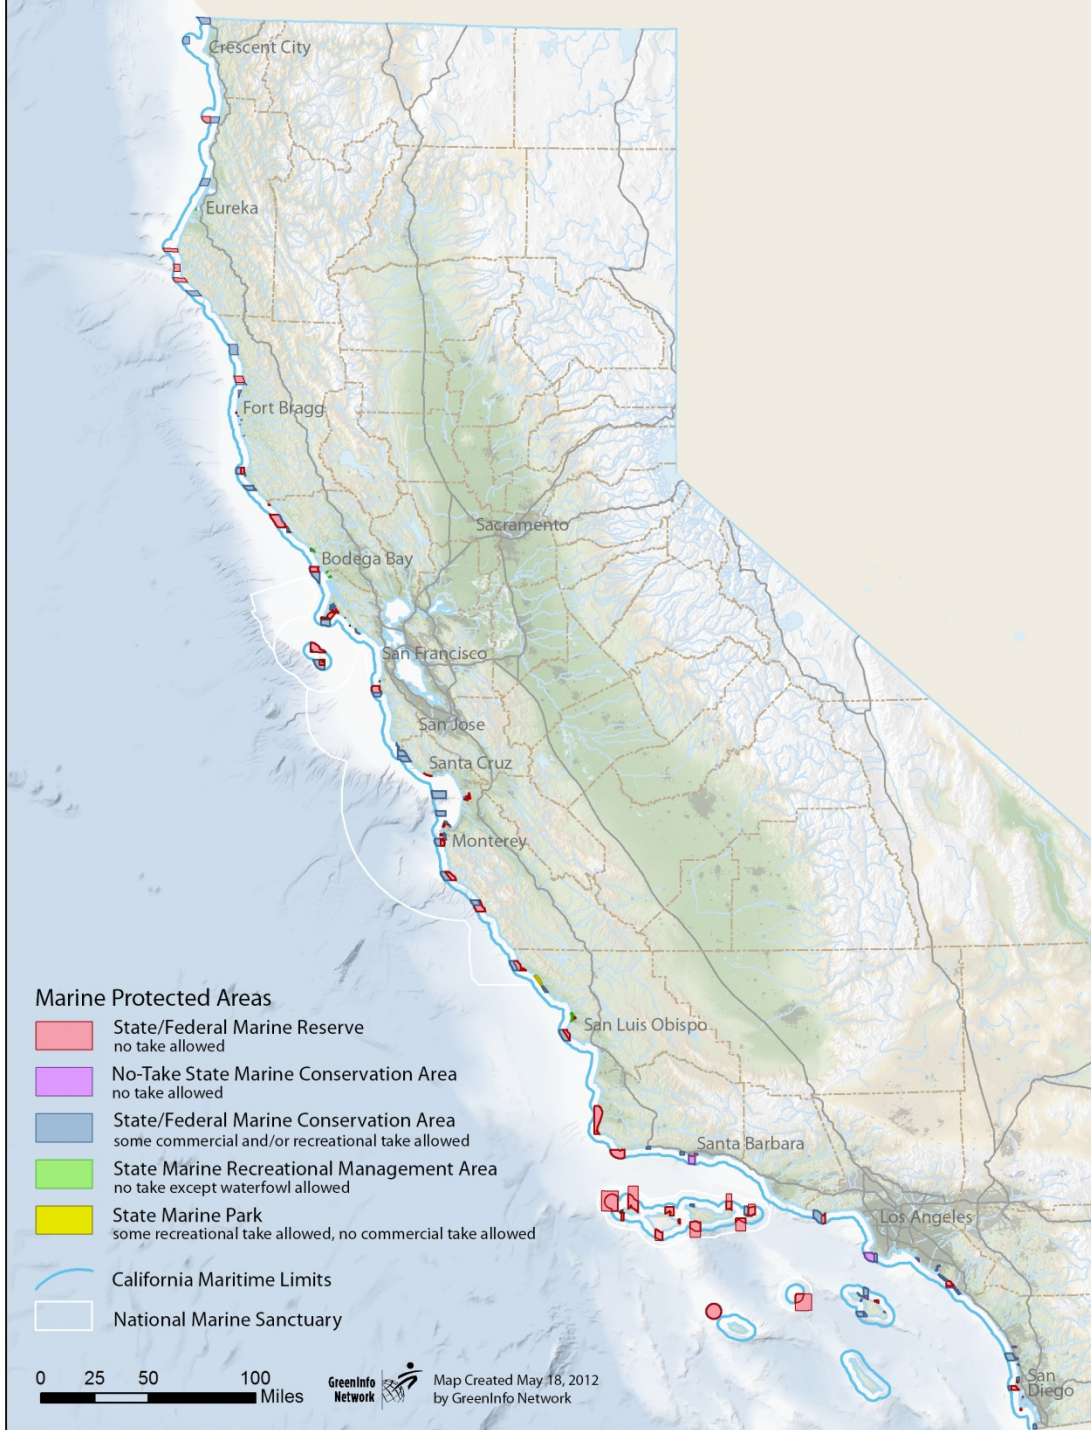 Crescent City
Eureka
Fort Bragg
Sacramento
Bodega Bay
San Francisco
San Jose
Santa Cruz
Monterey
San Luis Obispo
Santa Barbara
Los Angeles
San
Diego
Marine Protected Areas
State/Federal Marine Reserve
no take allowed
No-Take State Marine Conservation Area
no take allowed
State/Federal Marine Conservation Area
some commercial and/or recreational take allowed
State Marine Recreational Management Area
no take except waterfowl allowed
State Marine Park
some recreational take allowed, no commercial take allowed
California Maritime Limits
National Marine Sanctuary
0 25 50 100
Miles
GreenInfo
Network
Map Created May 18, 2012
by GreenInfo Network